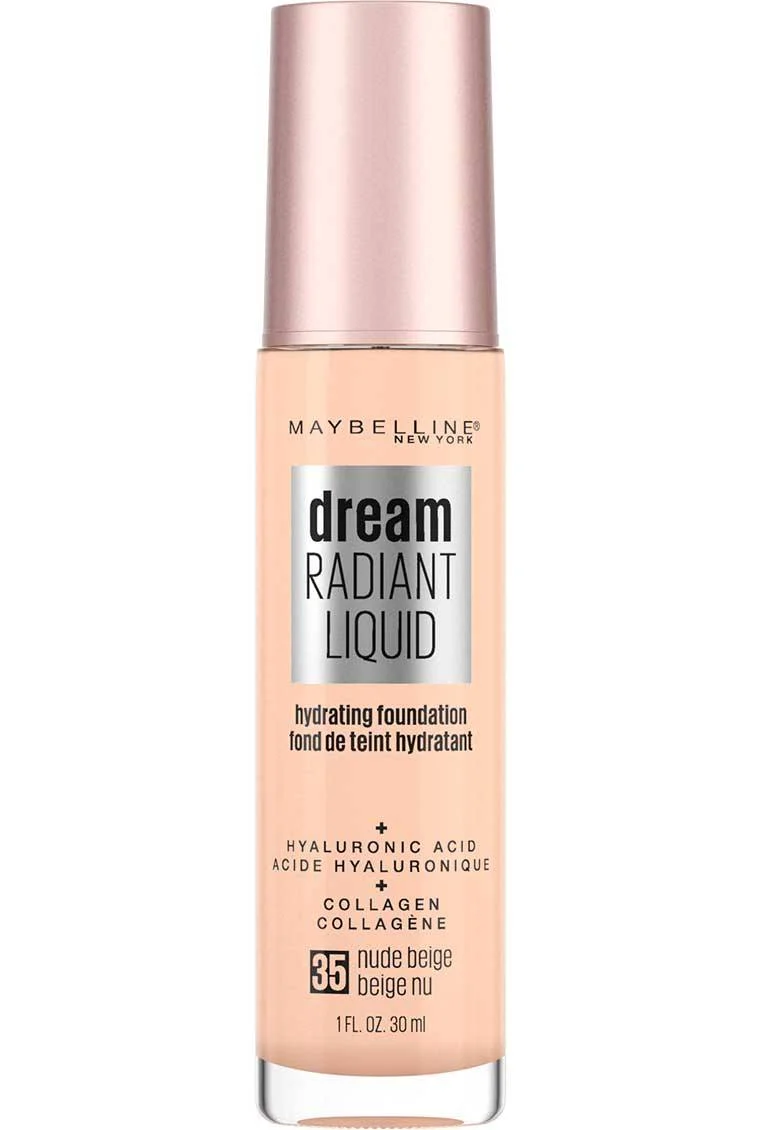 MAYBELLINE®
NEW YORK
dream
RADIANT
LIQUID
hydrating foundation
fond de teint hydratant
+
HYALURONIC ACID
ACIDE HYALURONIQUE
+
COLLAGEN
COLLAGÈNE
35 nude beige
beige nu
1 FL. OZ. 30 ml